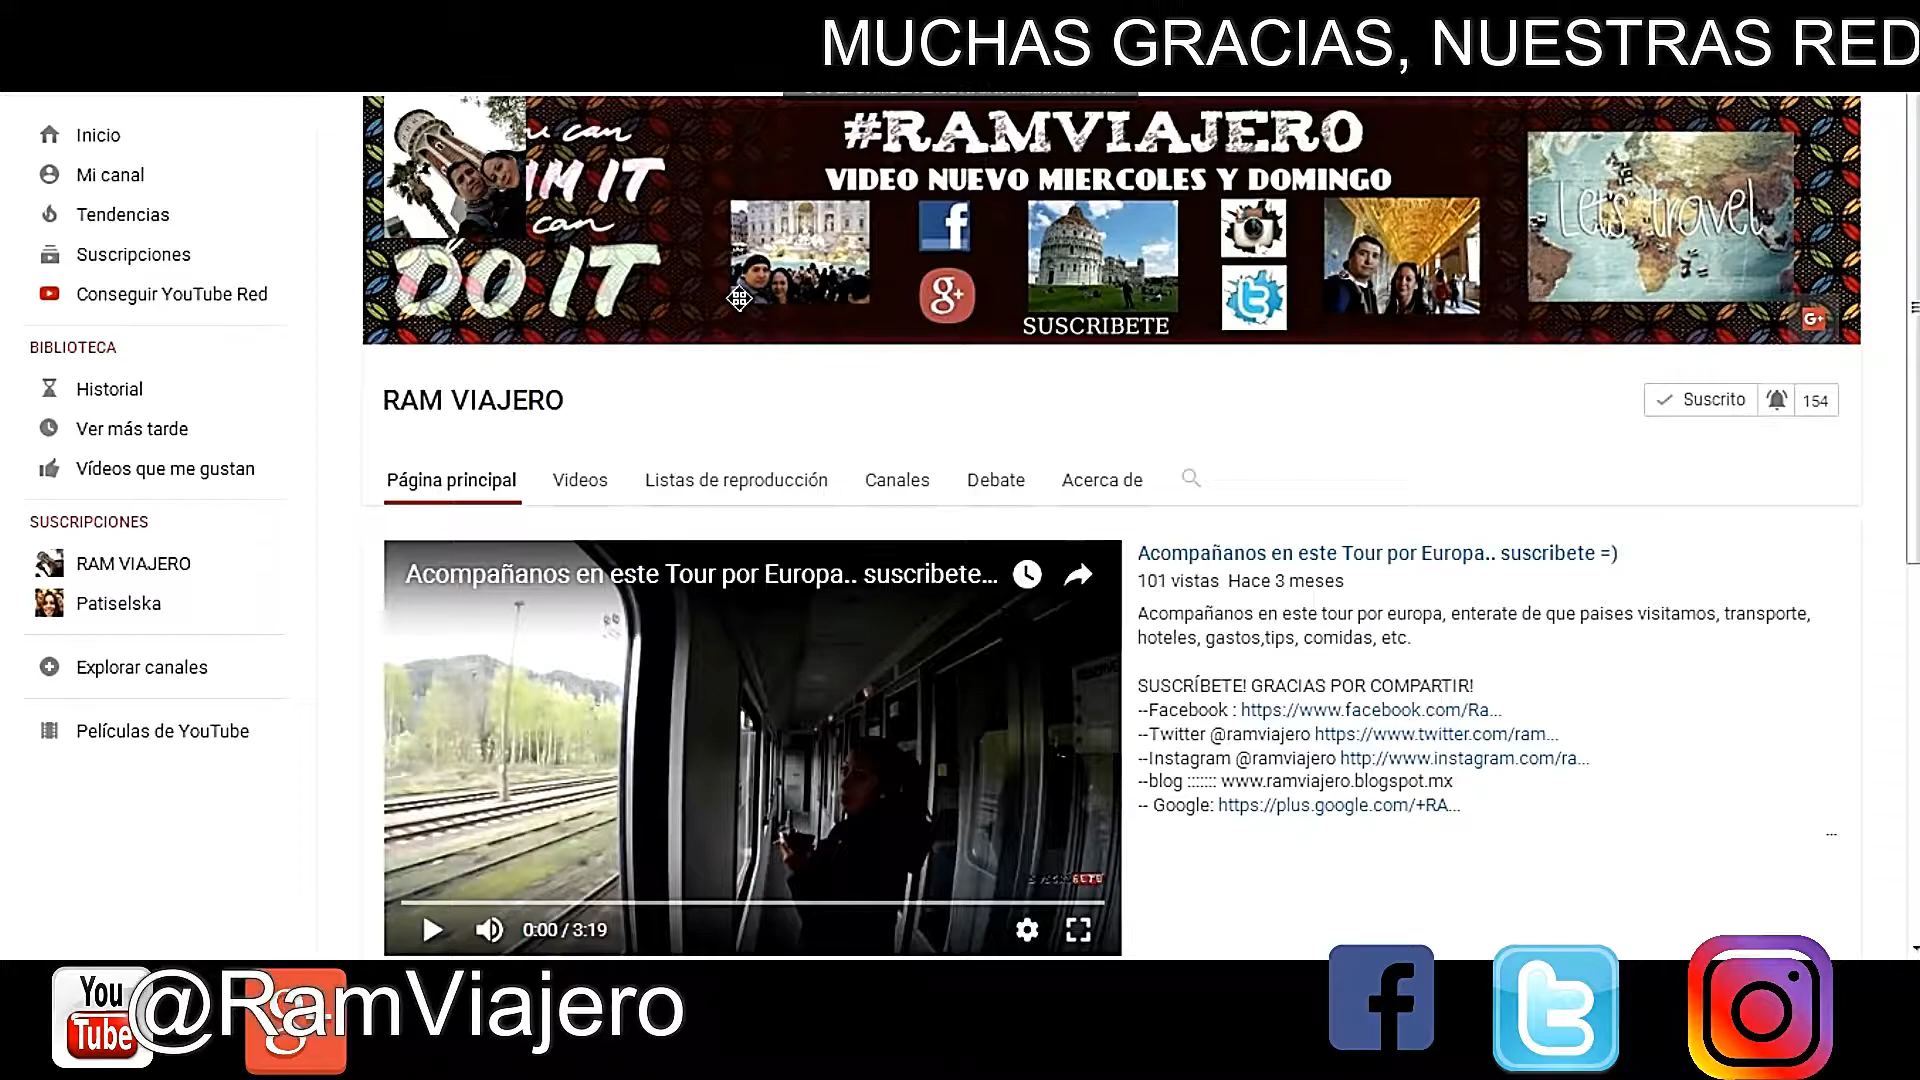 MUCHAS GRACIAS, NUESTRAS RED
Inicio
Mi canal
Tendencias
Suscripciones
Conseguir YouTube Red
BIBLIOTECA
Historial
Ver más tarde
Vídeos que me gustan
SUSCRIPCIONES
RAM VIAJERO
Patiselska
Explorar canales
Películas de YouTube
can
IM IT
can
DO IT
#RAMVIAJERO
VIDEO NUEVO MIERCOLES Y DOMINGO
SUSCRIBETE
Lets travel
G+
RAM VIAJERO
Suscrito
154
Página principal
Videos
Listas de reproducción
Canales
Debate
Acerca de
Acompañanos en este Tour por Europa.. suscribete...
0:00 / 3:19
Acompañanos en este Tour por Europa.. suscribete =)
101 vistas Hace 3 meses
Acompañanos en este tour por europa, enterate de que paises visitamos, transporte,
hoteles, gastos,tips, comidas, etc.
SUSCRÍBETE! GRACIAS POR COMPARTIR!
--Facebook : https://www.facebook.com/Ra...
--Twitter @ramviajero https://www.twitter.com/ram...
--Instagram @ramviajero http://www.instagram.com/ra...
--blog ::::::: www.ramviajero.blogspot.mx
-- Google: https://plus.google.com/+RA...
...
You
Tube
@RamViajero